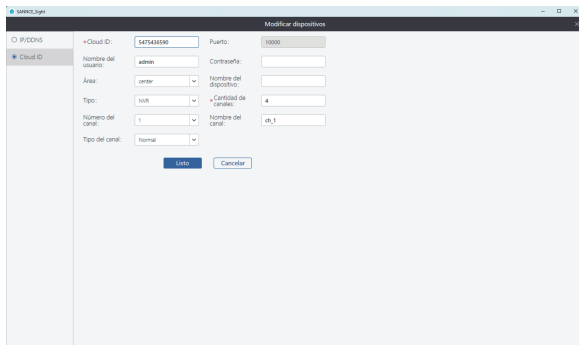 SANNCE_Sight
Modificar dispositivos
IP/DDNS
Cloud ID
*Cloud ID: 5475436590 Puerto: 10000
Nombre del usuario: admin Contraseña:
Área: center Nombre del dispositivo:
Tipo: NVR *Cantidad de canales: 4
Número del canal: 1 Nombre del canal: ch_1
Tipo del canal: Normal
Listo Cancelar